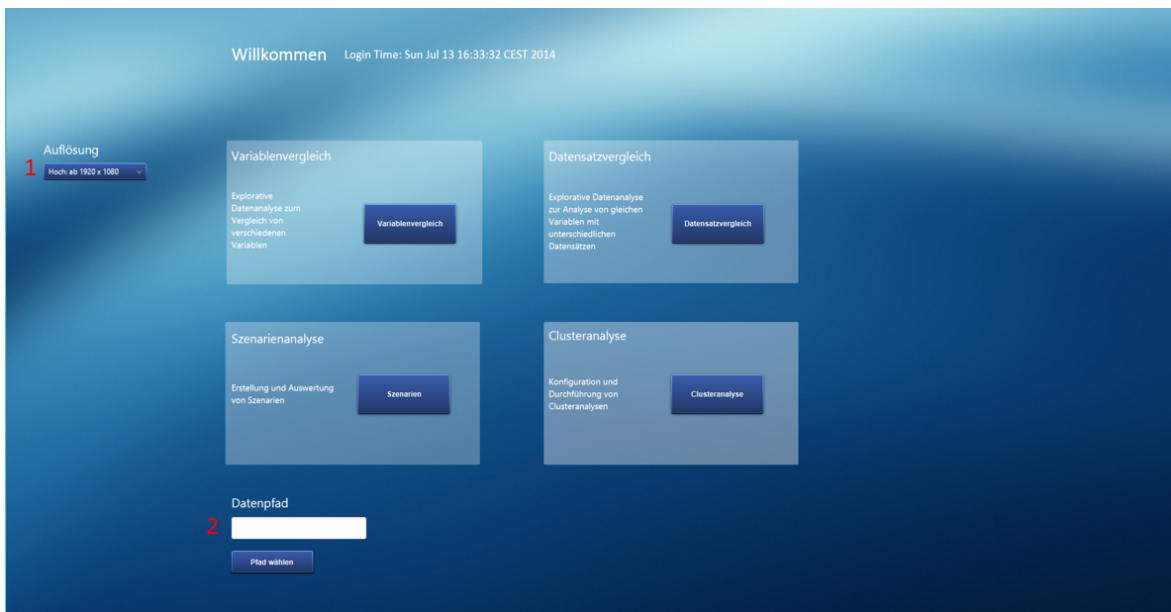 Willkommen Login Time: Sun Jul 13 16:33:32 CEST 2014
Auflösung
1 Hoch: ab 1920 x 1080
Variablenvergleich
Explorative
Datenanalyse zum
Vergleich von
verschiedenen
Variablen
Variablenvergleich
Datensatzvergleich
Explorative Datenanalyse
zur Analyse von gleichen
Variablen mit
unterschiedlichen
Datensätzen
Datensatzvergleich
Szenarienanalyse
Erstellung und Auswertung
von Szenarien
Szenarien
Clusteranalyse
Konfiguration und
Durchführung von
Clusteranalysen
Clusteranalyse
Datenpfad
2
Pfad wählen